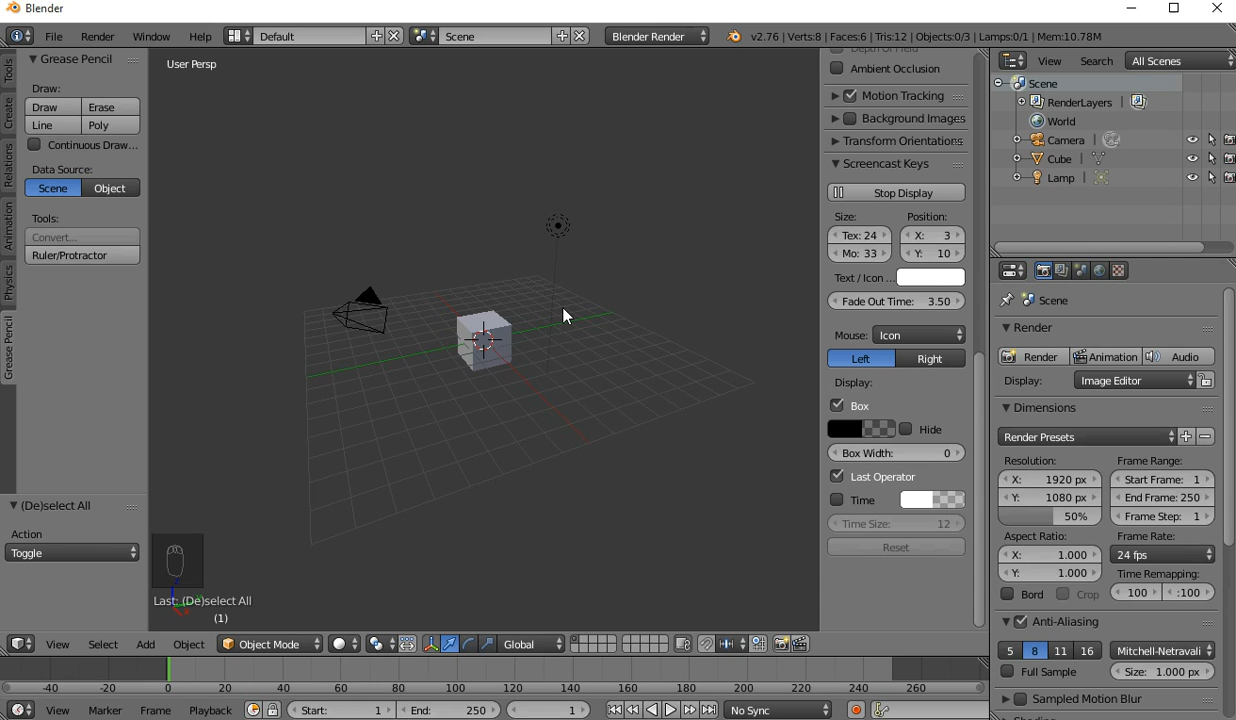 Blender
File Render Window Help Default Scene Blender Render v2.76 | Verts:8 | Faces:6 | Tris:12 | Objects:0/3 | Lamps:0/1 | Mem:10.78M
Tools
Create
Relations
Animation
Physics
Grease Pencil
Grease Pencil
Draw:
Draw Erase
Line Poly
Continuous Draw...
Data Source:
Scene Object
Tools:
Convert...
Ruler/Protractor
(De)select All
Action
Toggle
User Persp
Last: (De)select All
(1)
Depth Of Field
Ambient Occlusion
Motion Tracking
Background Images
Transform Orientations
Screencast Keys
Stop Display
Size: Position:
Tex: 24 X: 3
Mo: 33 Y: 10
Text / Icon ...
Fade Out Time: 3.50
Mouse: Icon
Left Right
Display:
Box
Hide
Box Width: 0
Last Operator
Time
Time Size: 12
Reset
View Search All Scenes
Scene
RenderLayers |
World
Camera |
Cube |
Lamp |
Scene
Render
Render Animation Audio
Display: Image Editor
Dimensions
Render Presets
Resolution: Frame Range:
X: 1920 px Start Frame: 1
Y: 1080 px End Frame: 250
50% Frame Step: 1
Aspect Ratio: Frame Rate:
X: 1.000 24 fps
Y: 1.000 Time Remapping:
Bord Crop 100 :100
Anti-Aliasing
5 8 11 16 Mitchell-Netravali
Full Sample Size: 1.000 px
Sampled Motion Blur
View Select Add Object Object Mode Global
-40 -20 0 20 40 60 80 100 120 140 160 180 200 220 240 260
View Marker Frame Playback Start: 1 End: 250 1 No Sync